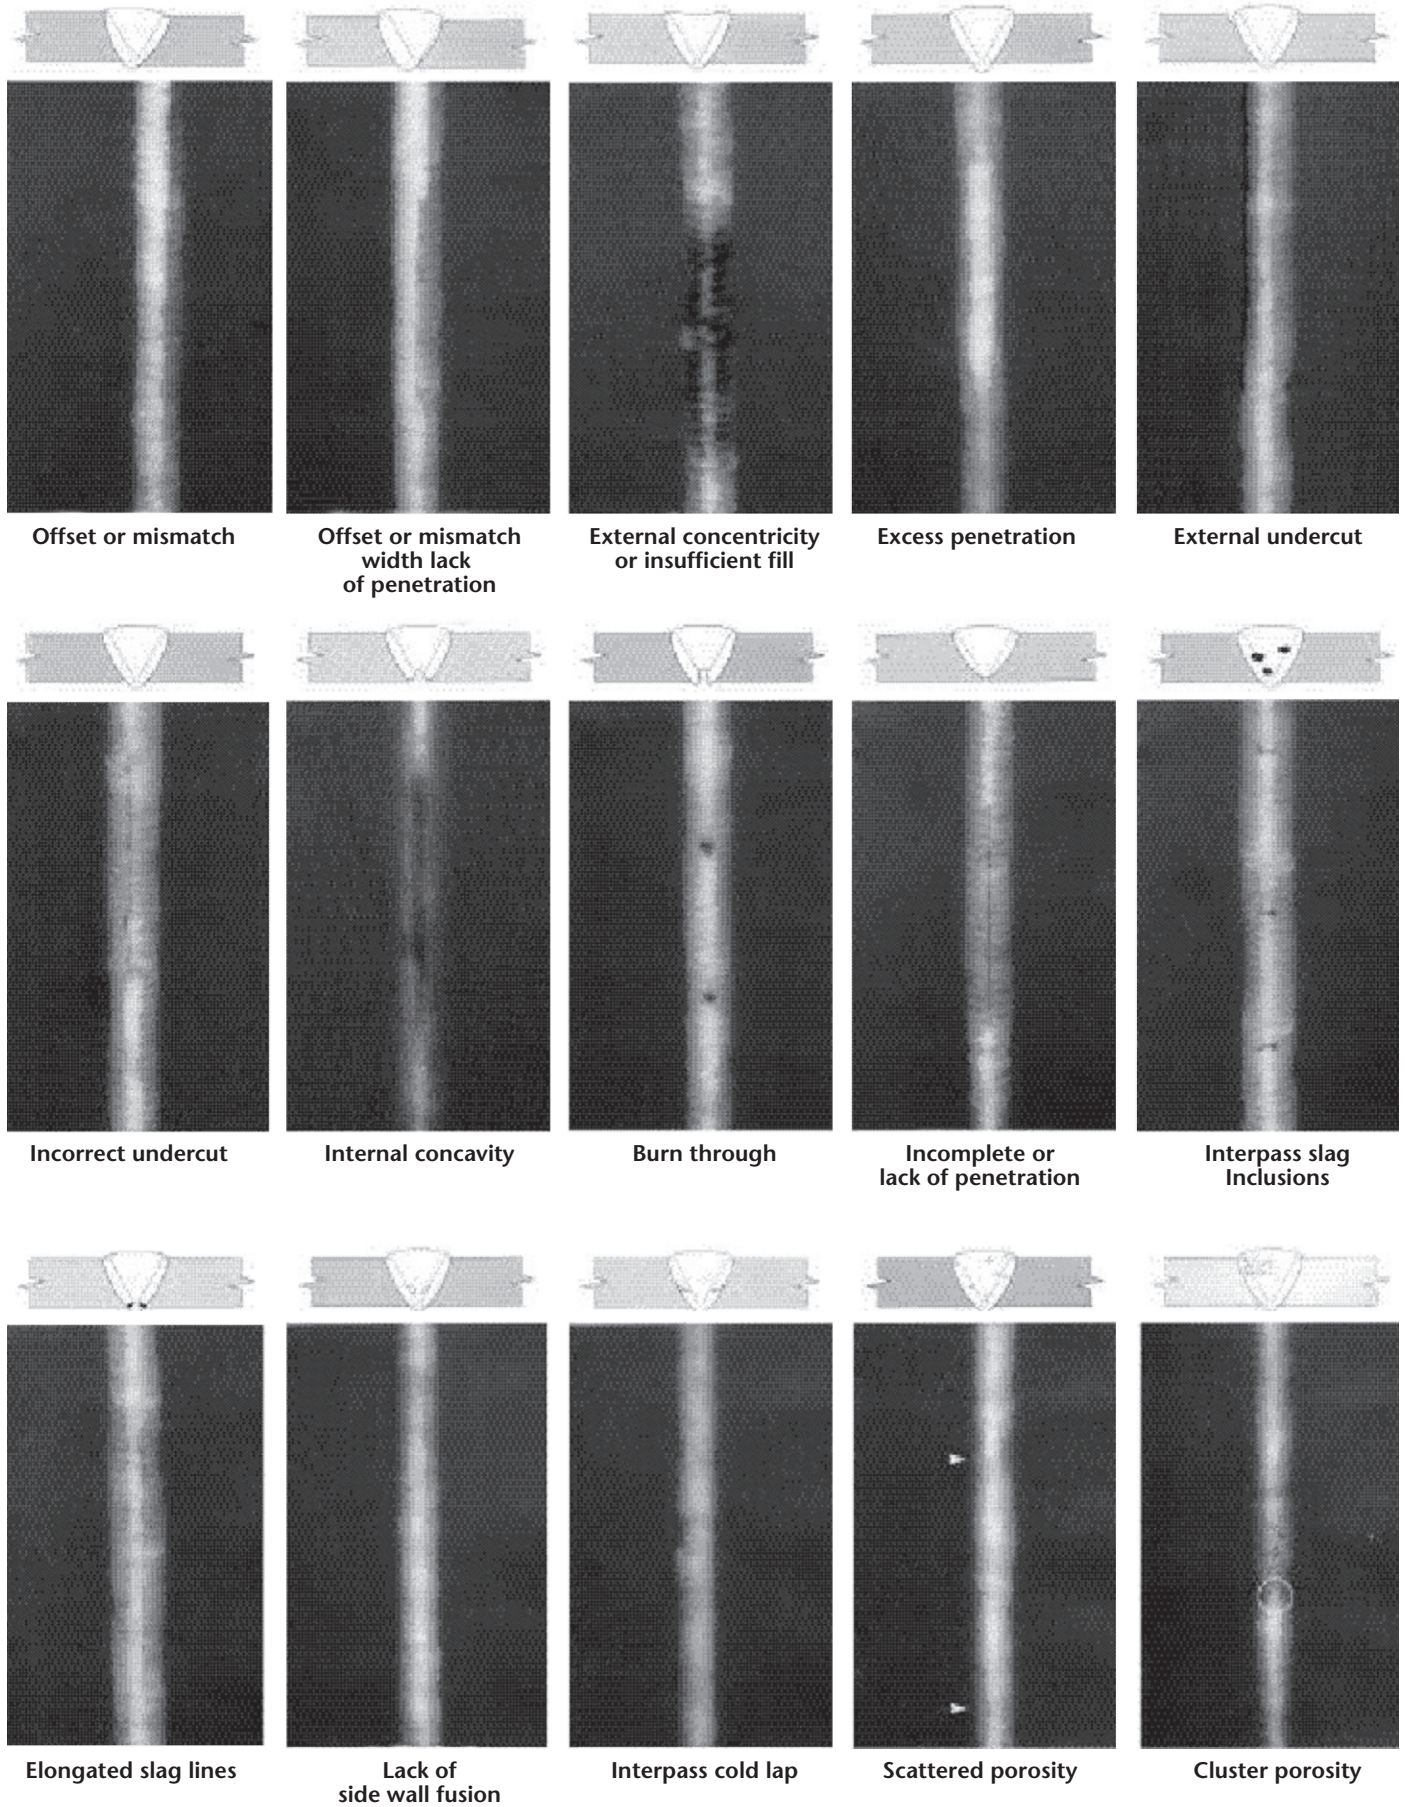 Offset or mismatch
Offset or mismatch
width lack
of penetration
External concentricity
or insufficient fill
Excess penetration
External undercut
Incorrect undercut
Internal concavity
Burn through
Incomplete or
lack of penetration
Interpass slag
Inclusions
Elongated slag lines
Lack of
side wall fusion
Interpass cold lap
Scattered porosity
Cluster porosity